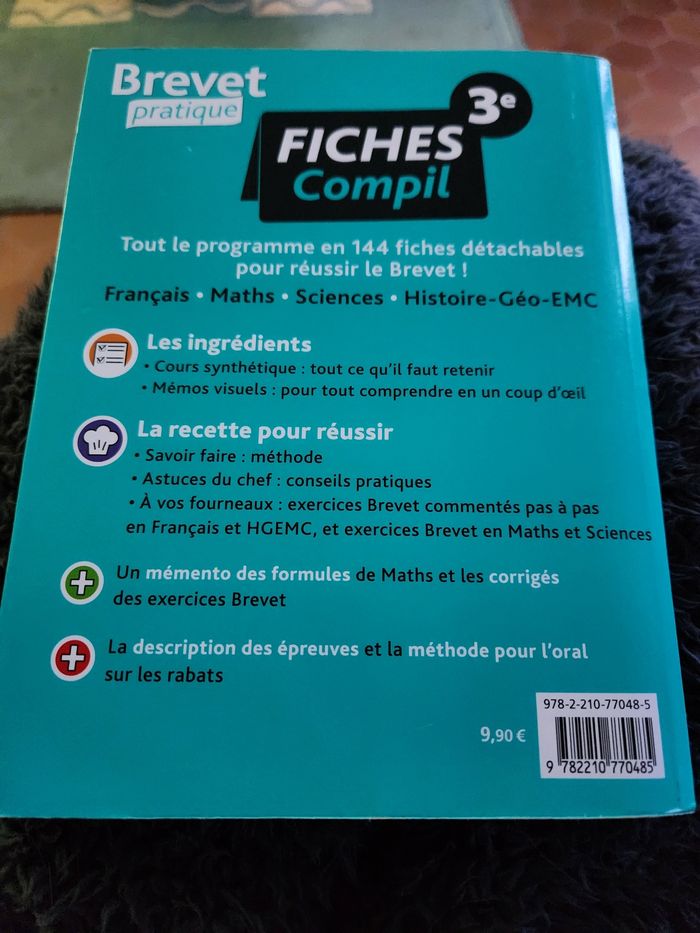 Brevet
pratique
3e
FICHES
Compil
Tout le programme en 144 fiches détachables
pour réussir le Brevet !
Français • Maths • Sciences • Histoire-Géo-EMC
Les ingrédients
• Cours synthétique : tout ce qu'il faut retenir
• Mémos visuels : pour tout comprendre en un coup d'œil
La recette pour réussir
• Savoir faire : méthode
• Astuces du chef : conseils pratiques
• À vos fourneaux : exercices Brevet commentés pas à pas
en Français et HGEMC, et exercices Brevet en Maths et Sciences
Un mémento des formules de Maths et les corrigés
des exercices Brevet
La description des épreuves et la méthode pour l'oral
sur les rabats
9,90 €
978-2-210-77048-5
9 782210 770485